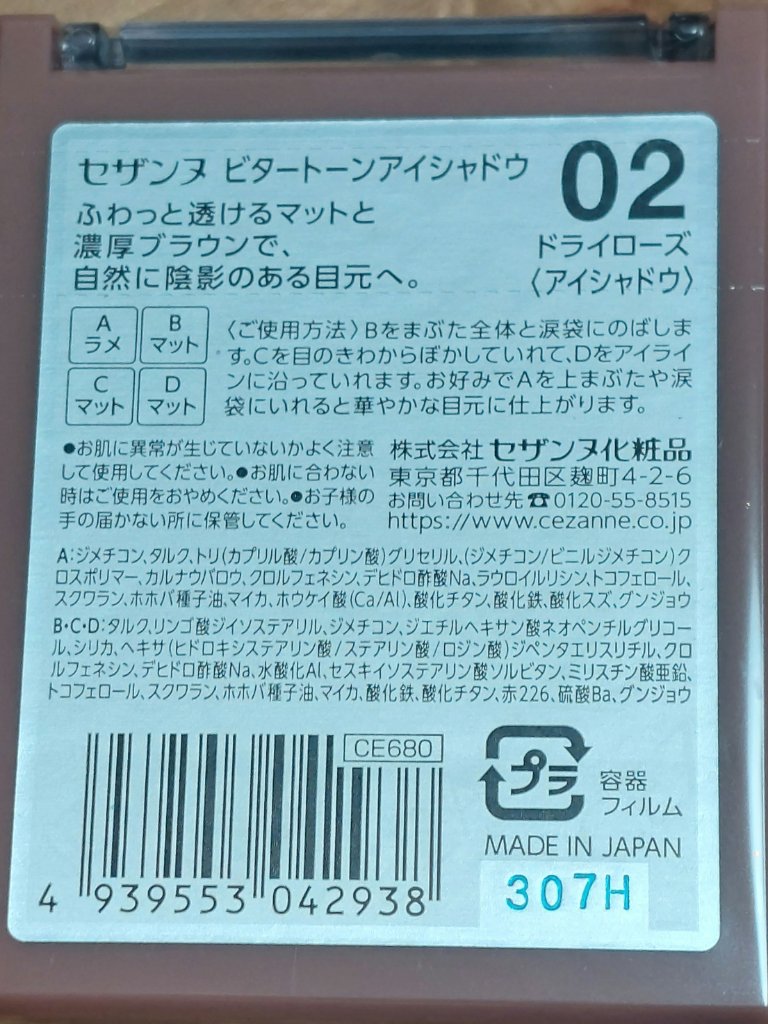 セザンヌ ビタートーンアイシャドウ
02
ふわっと透けるマットと
濃厚ブラウンで、
自然に陰影のある目元へ。
ドライローズ
〈アイシャドウ〉
A
ラメ
B
マット
C
マット
D
マット
〈ご使用方法〉Bをまぶた全体と涙袋にのばしま
す。Cを目のきわからぼかしていれて、Dをアイライ
ンに沿っていれます。お好みでAを上まぶたや涙
袋にいれると華やかな目元に仕上がります。
●お肌に異常が生じていないかよく注意
して使用してください。●お肌に合わない
時はご使用をおやめください。●お子様の
手の届かない所に保管してください。
株式会社 セザンヌ化粧品
東京都千代田区麹町4-2-6
お問い合わせ先☎0120-55-8515
https://www.cezanne.co.jp
A:ジメチコン、タルク、トリ(カプリル酸/カプリン酸)グリセリル、(ジメチコン/ビニルジメチコン)ク
ロスポリマー、カルナウバロウ、クロルフェネシン、デヒドロ酢酸Na、ラウロイルリシン、トコフェロール、
スクワラン、ホホバ種子油、マイカ、ホウケイ酸(Ca/Al)、酸化チタン、酸化鉄、酸化スズ、グンジョウ
B・C・D:タルク、リンゴ酸ジイソステアリル、ジメチコン、ジエチルヘキサン酸ネオペンチルグリコー
ル、シリカ、ヘキサ(ヒドロキシステアリン酸/ステアリン酸/ロジン酸)ジペンタエリスリチル、クロ
ルフェネシン、デヒドロ酢酸Na、水酸化Al、セスキイソステアリン酸ソルビタン、ミリスチン酸亜鉛、
トコフェロール、スクワラン、ホホバ種子油、マイカ、酸化鉄、酸化チタン、赤226、硫酸Ba、グンジョウ
CE680
プラ
容器
フィルム
MADE IN JAPAN
4 939553 042938
307H